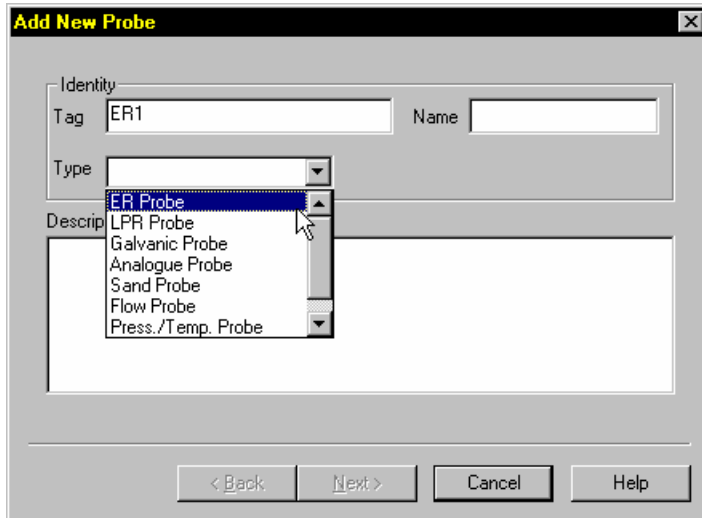 Add New Probe
Identity
Tag ER1 Name
Type
ER Probe
Descrip
LPR Probe
Galvanic Probe
Analogue Probe
Sand Probe
Flow Probe
Press./Temp. Probe
< Back Next > Cancel Help